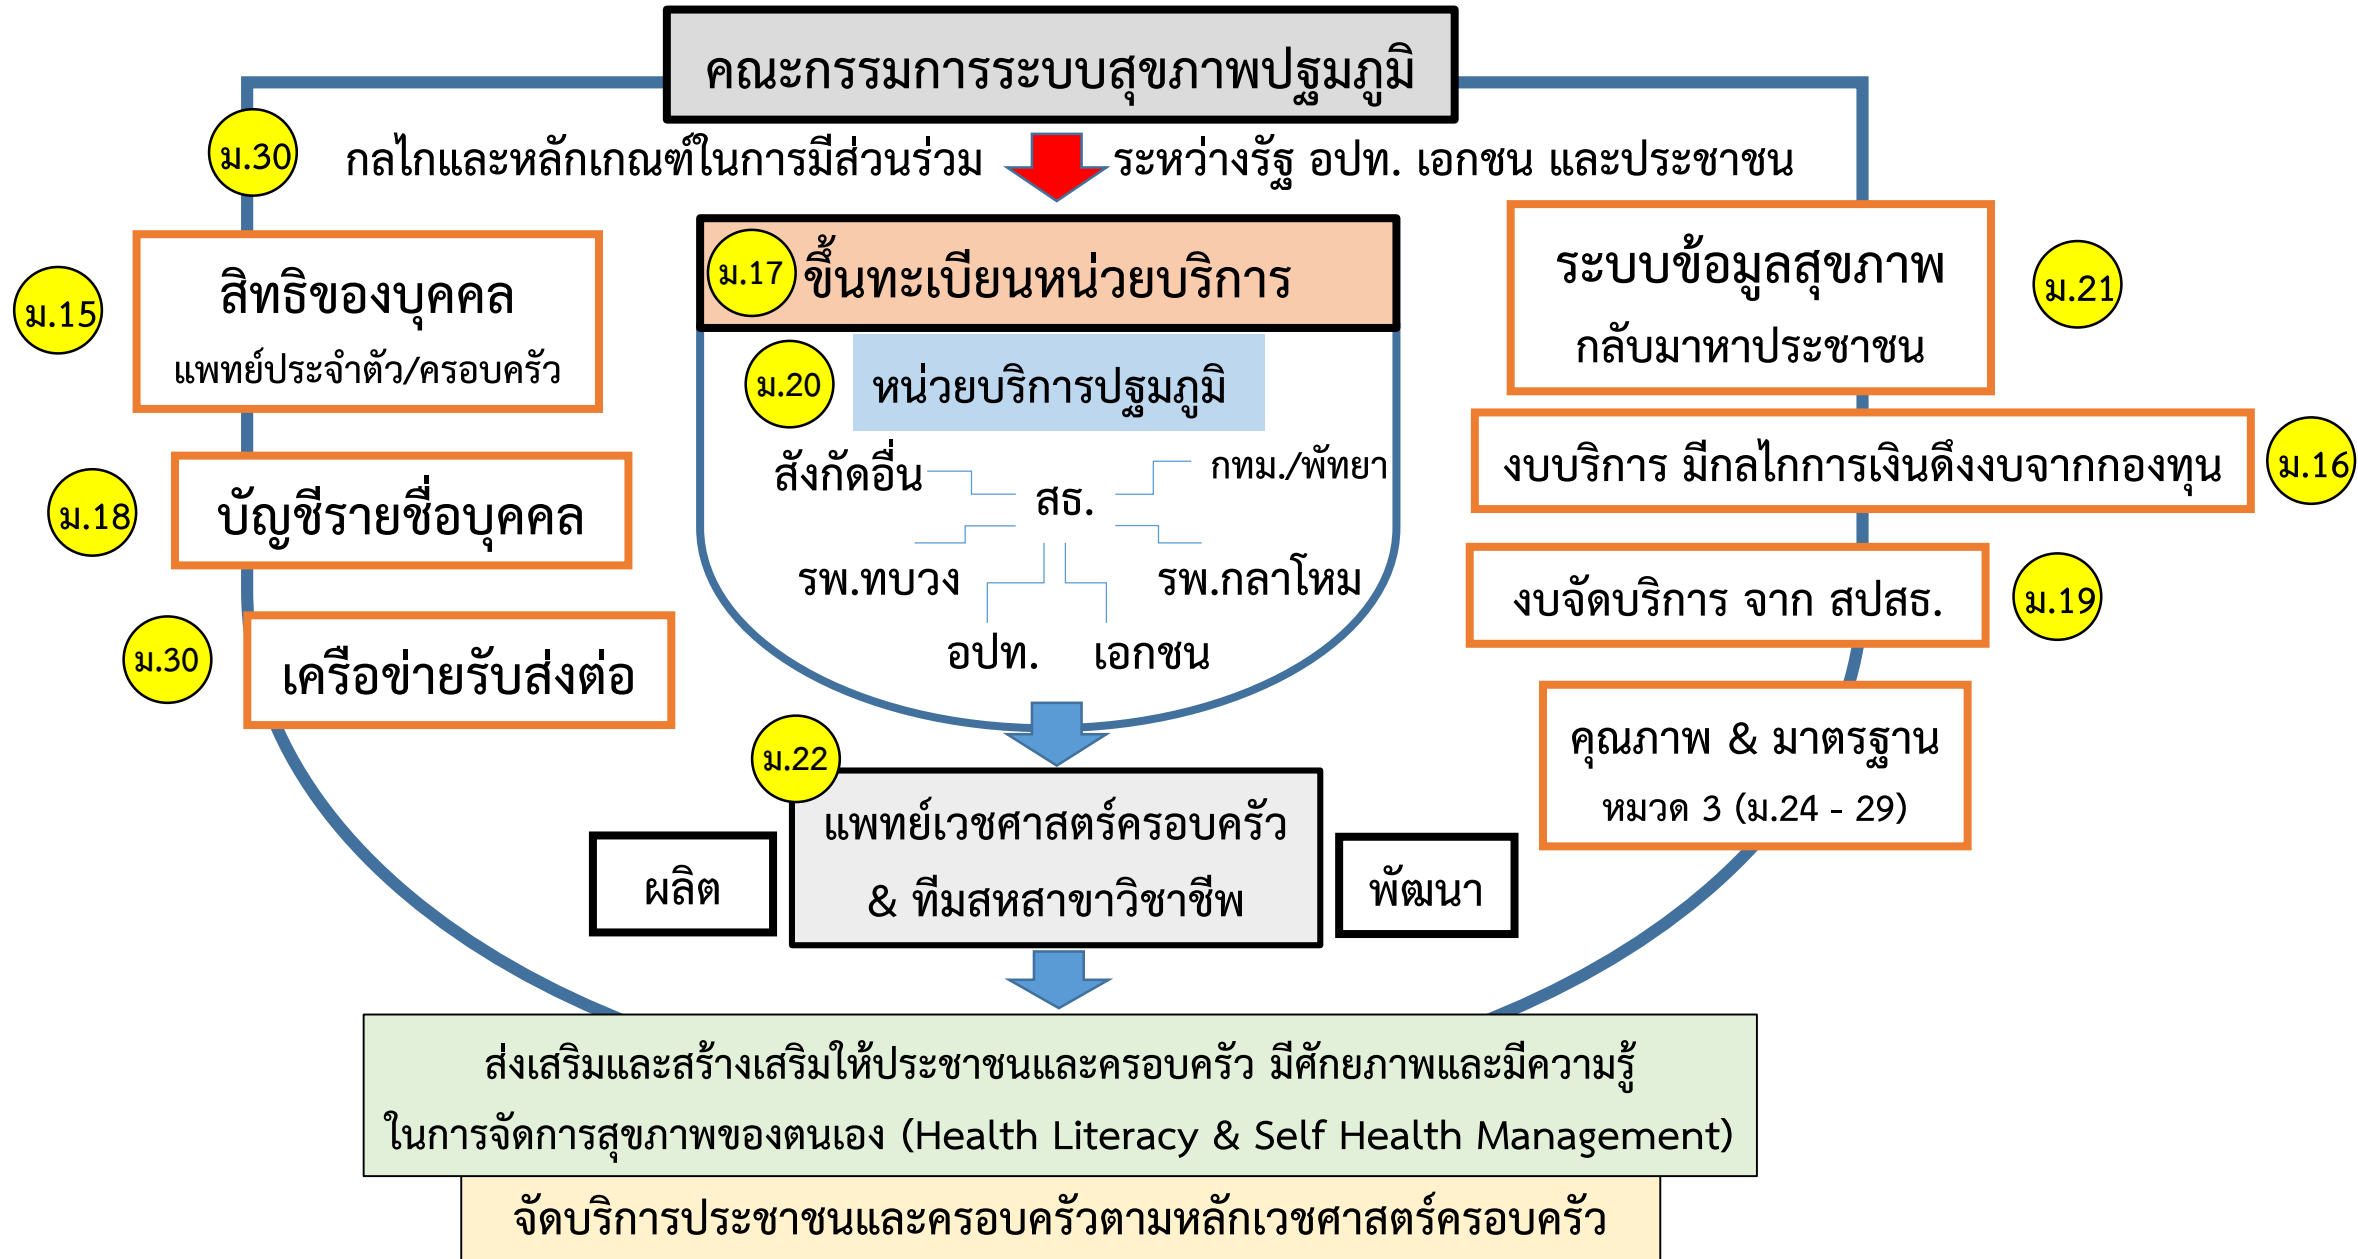 คณะกรรมการระบบสุขภาพปฐมภูมิ
ม.30
กลไกและหลักเกณฑ์ในการมีส่วนร่วม ระหว่างรัฐ อปท. เอกชน และประชาชน
ม.15
สิทธิของบุคคล
แพทย์ประจำตัว/ครอบครัว
ม.18
บัญชีรายชื่อบุคคล
ม.30
เครือข่ายรับส่งต่อ
ม.17
ขึ้นทะเบียนหน่วยบริการ
ม.20
หน่วยบริการปฐมภูมิ
สังกัดอื่น
กทม./พัทยา
สธ.
รพ.ทบวง
รพ.กลาโหม
อปท.
เอกชน
ระบบข้อมูลสุขภาพ
กลับมาหาประชาชน
ม.21
งบบริการ มีกลไกการเงินดึงงบจากกองทุน
ม.16
งบจัดบริการ จาก สปสธ.
ม.19
คุณภาพ & มาตรฐาน
หมวด 3 (ม.24 - 29)
ม.22
แพทย์เวชศาสตร์ครอบครัว
& ทีมสหสาขาวิชาชีพ
ผลิต
พัฒนา
ส่งเสริมและสร้างเสริมให้ประชาชนและครอบครัว มีศักยภาพและมีความรู้
ในการจัดการสุขภาพของตนเอง (Health Literacy & Self Health Management)
จัดบริการประชาชนและครอบครัวตามหลักเวชศาสตร์ครอบครัว